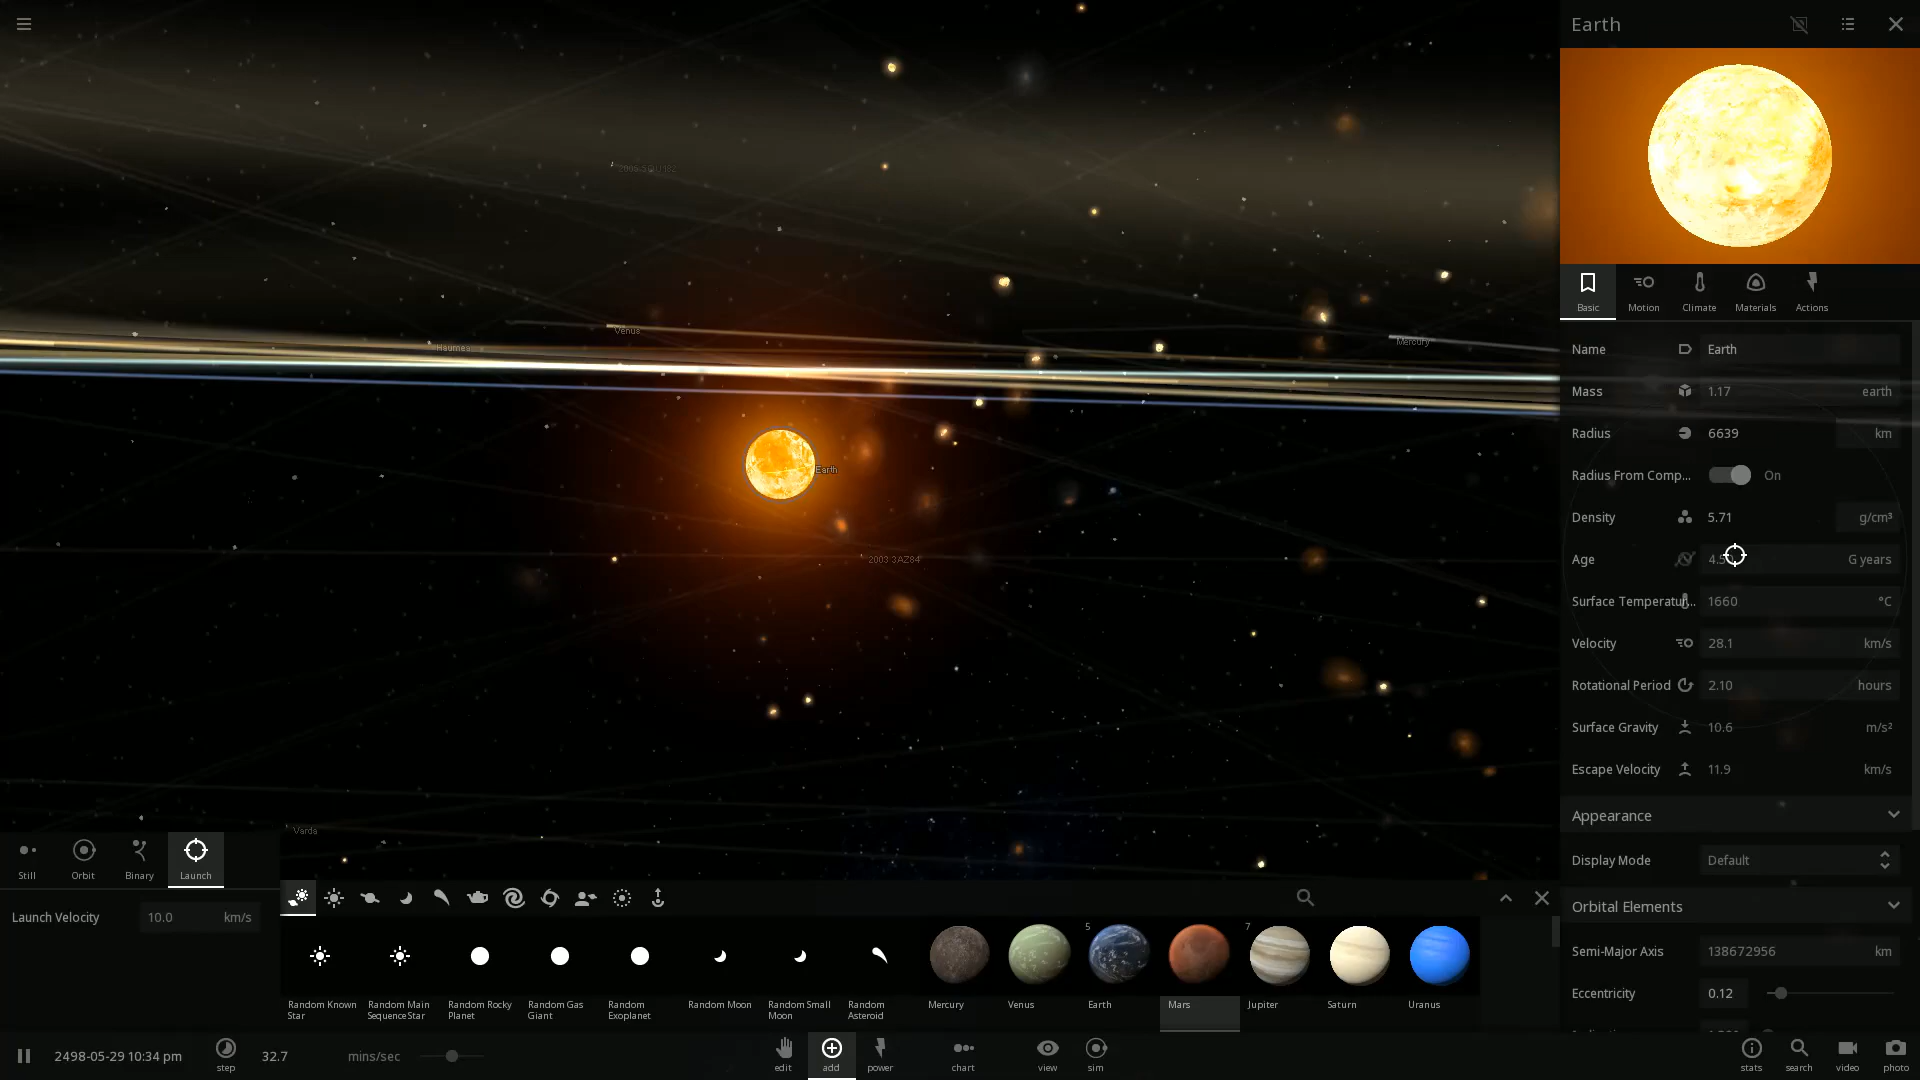 Earth
Basic
Motion
Climate
Materials
Actions
Name Earth
Mass 1.17 earth
Radius 6639 km
Radius From Comp... On
Density 5.71 g/cm³
Age G years
Surface Temperatur... 1660 °C
Velocity 28.1 km/s
Rotational Period 2.10 hours
Surface Gravity 10.6 m/s²
Escape Velocity 11.9 km/s
Appearance
Display Mode Default
Orbital Elements
Semi-Major Axis 138672956 km
Eccentricity 0.12
Venus
Haumea
Mercury
Earth
2003 3AZ84
Varda
Still
Orbit
Binary
Launch
Launch Velocity 10.0 km/s
5
7
Random Known Star
Random Main Sequence Star
Random Rocky Planet
Random Gas Giant
Random Exoplanet
Random Moon
Random Small Moon
Random Asteroid
Mercury
Venus
Earth
Mars
Jupiter
Saturn
Uranus
2498-05-29 10:34 pm
step
32.7 mins/sec
edit
add
power
chart
view
sim
stats
search
video
photo